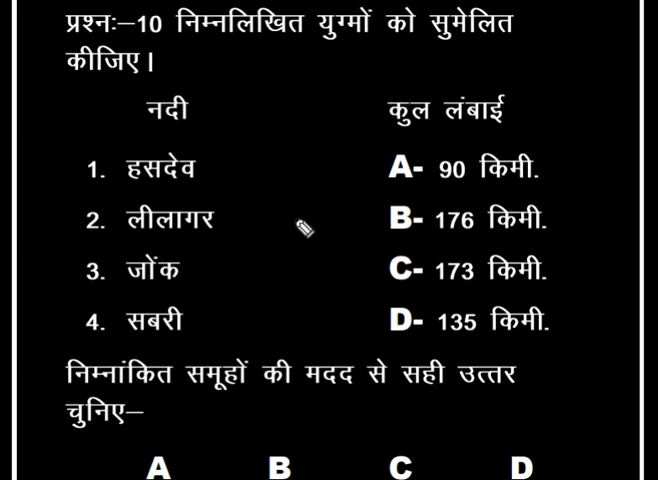 प्रश्नः–10 निम्नलिखित युग्मों को सुमेलित
कीजिए।
नदी कुल लंबाई
1. हसदेव A- 90 किमी.
2. लीलागर B- 176 किमी.
3. जोंक C- 173 किमी.
4. सबरी D- 135 किमी.
निम्नांकित समूहों की मदद से सही उत्तर
चुनिए–
A B C D